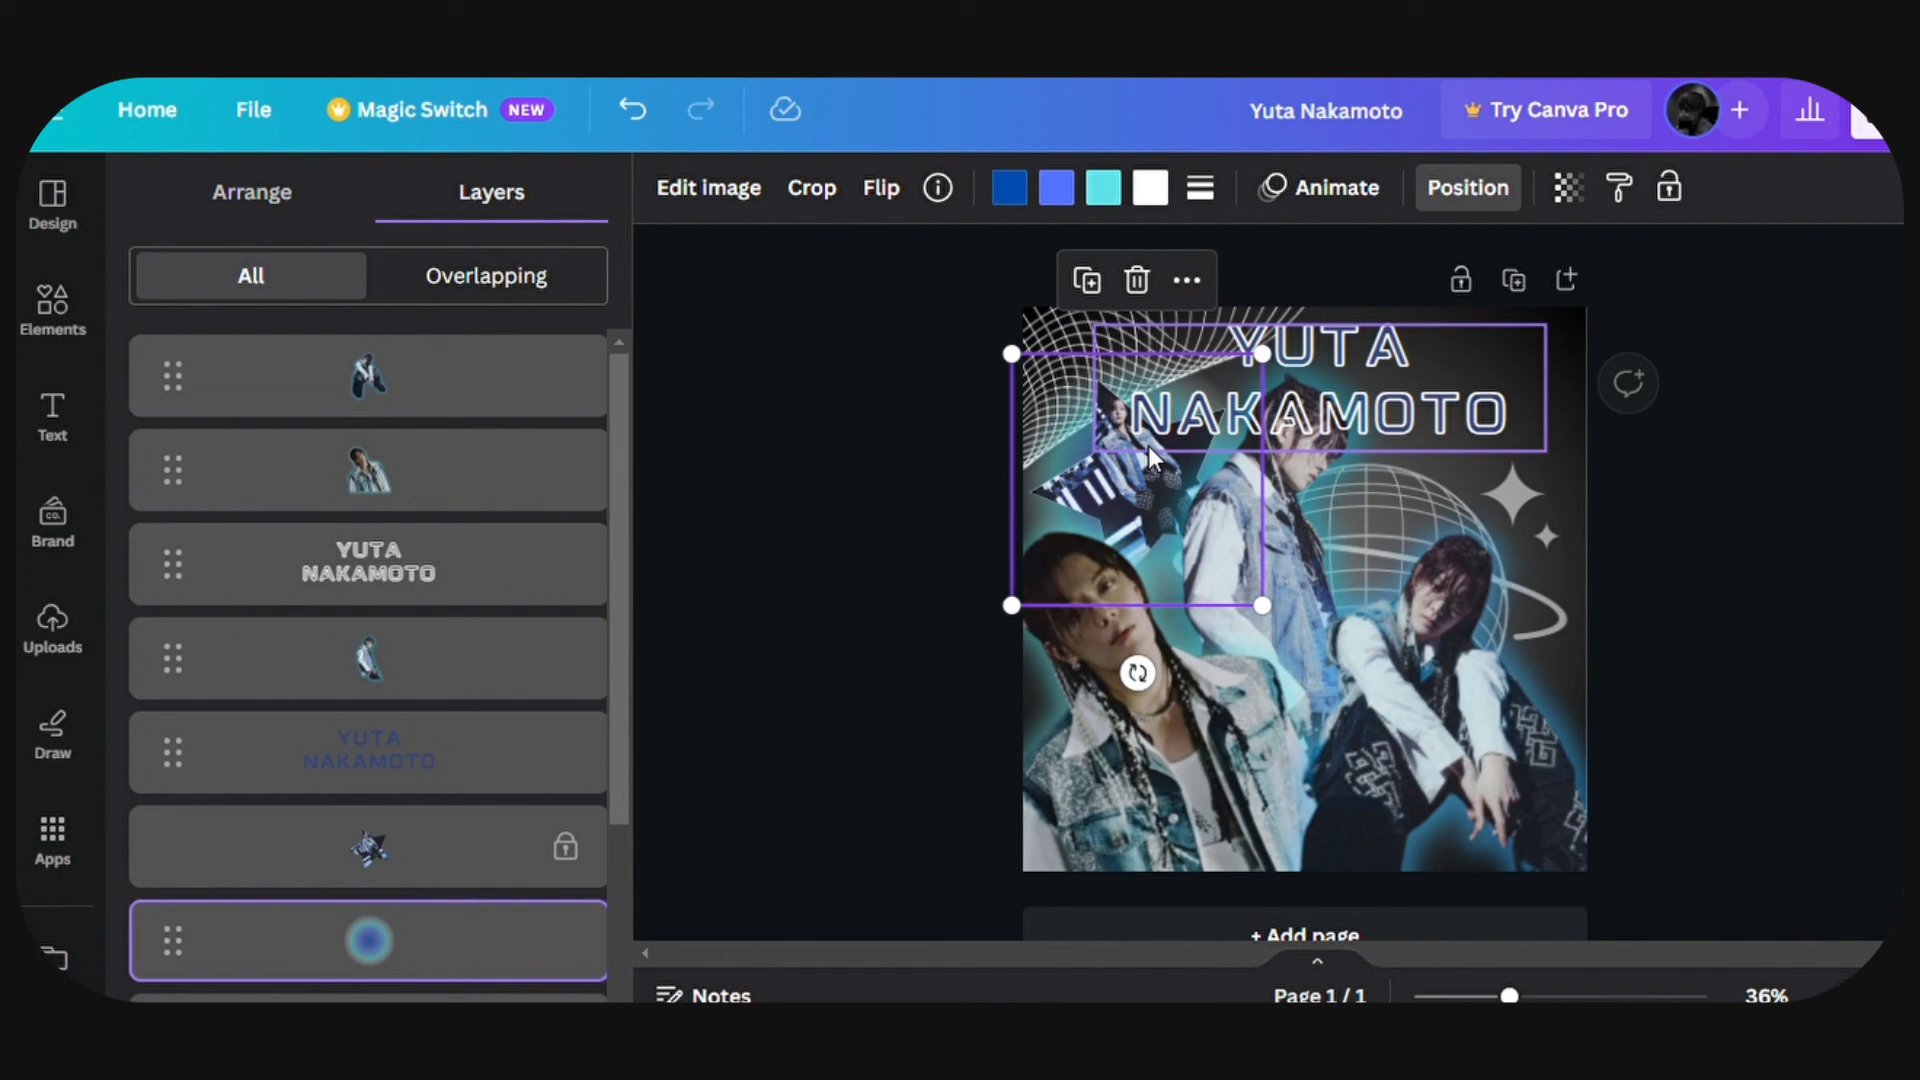 Home File Magic Switch NEW Yuta Nakamoto Try Canva Pro
Arrange Layers Edit image Crop Flip Animate Position
Design
All Overlapping
Elements
Text
Brand
Uploads
Draw
Apps
YUTA
NAKAMOTO
YUTA
NAKAMOTO
YUTA
NAKAMOTO
+ Add page
Notes Page 1 / 1 36%